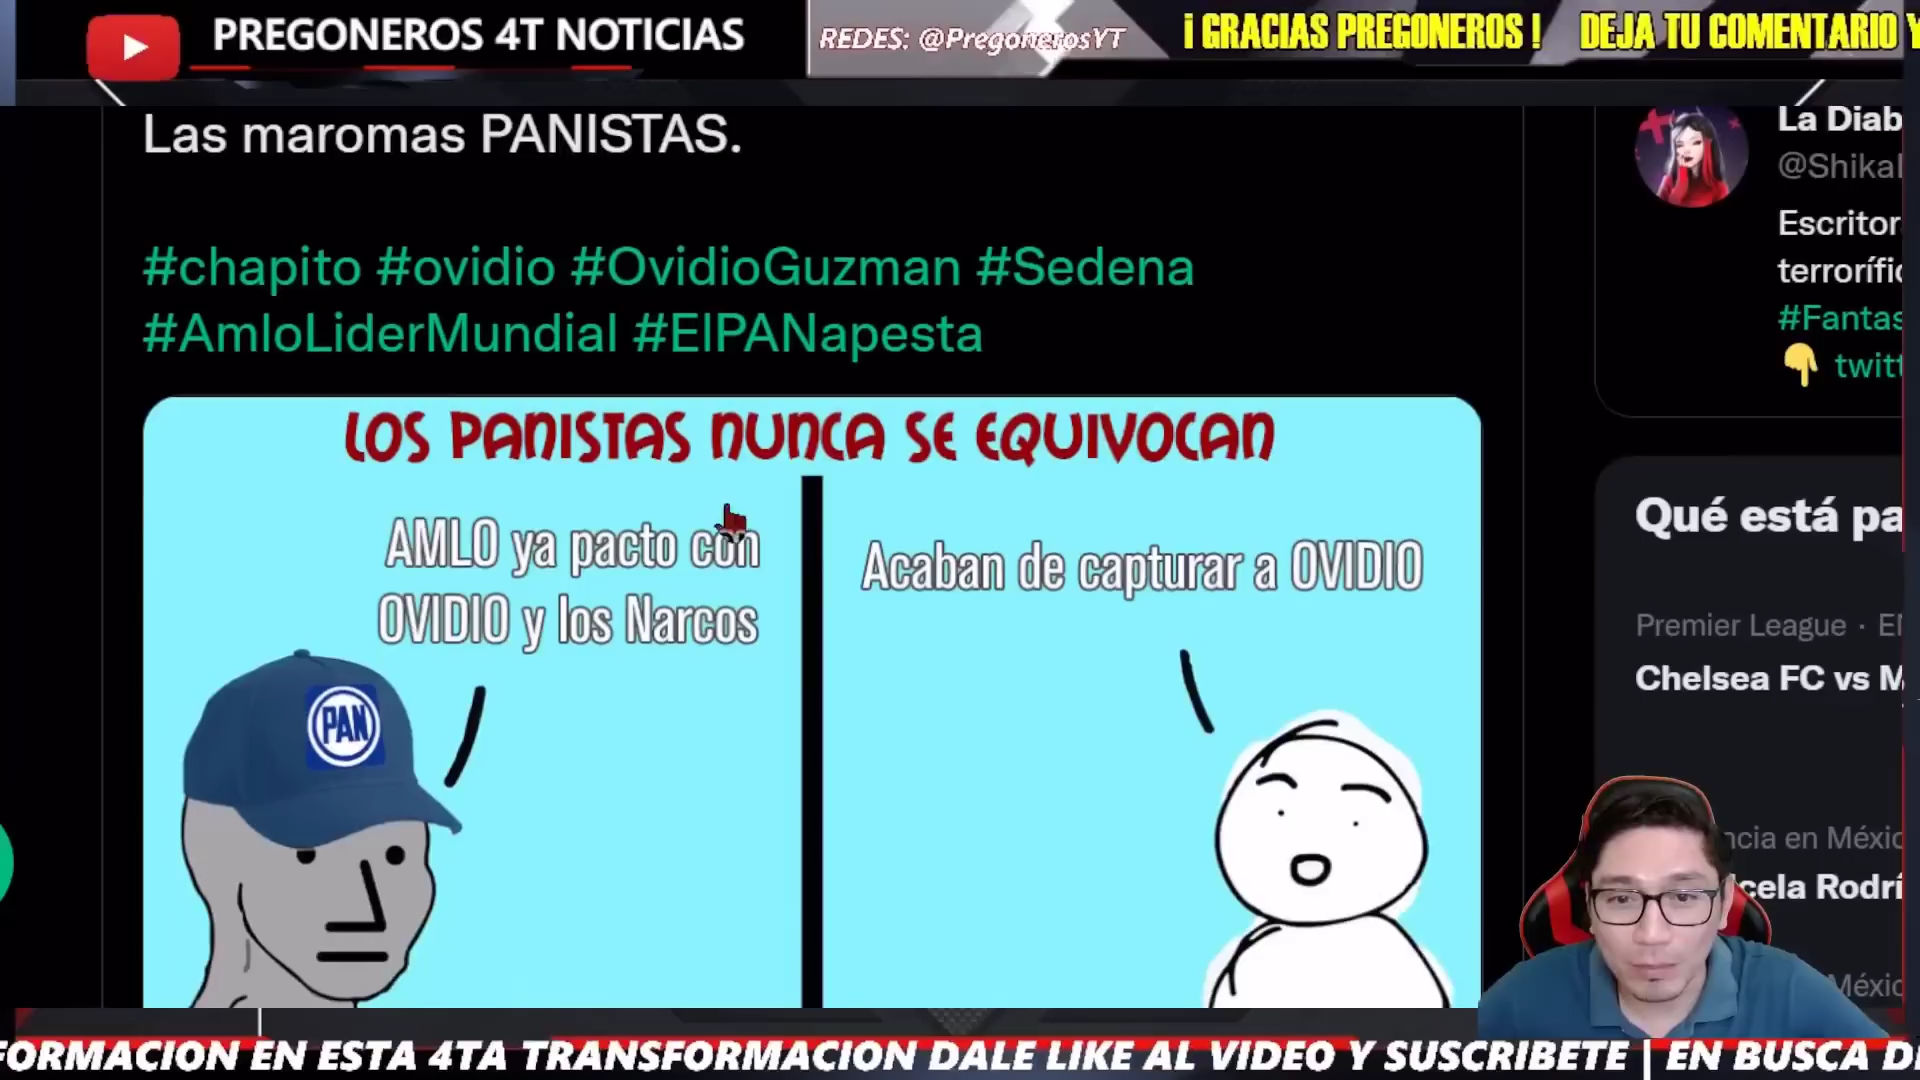 PREGONEROS 4T NOTICIAS
REDES: @PregonerosYT
¡ GRACIAS PREGONEROS ! DEJA TU COMENTARIO Y
Las maromas PANISTAS.
#chapito #ovidio #OvidioGuzman #Sedena
#AmloLiderMundial #ElPANapesta
LOS PANISTAS NUNCA SE EQUIVOCAN
AMLO ya pacto con
OVIDIO y los Narcos
PAN
Acaban de capturar a OVIDIO
La Diab
@Shika
Escritor
terrorífic
#Fantas
👇 twitt
Qué está pa
Premier League ·
Chelsea FC vs
ncia en Méxic
cela Rodrí
Méxic
FORMACION EN ESTA 4TA TRANSFORMACION DALE LIKE AL VIDEO Y SUSCRIBETE | EN BUSCA D